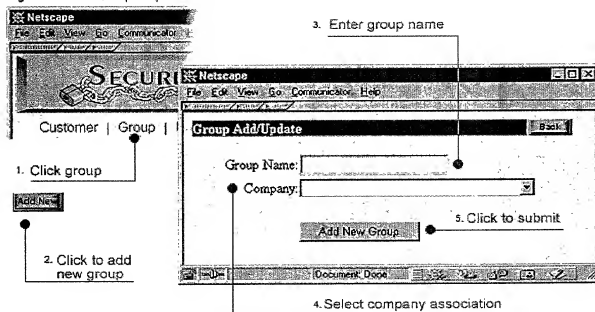 Netscape
File Edit View Go Communicator
SECURI
Customer | Group |
1. Click group
Add New
2. Click to add
new group
3. Enter group name
Netscape
File Edit View Go Communicator Help
Group Add/Update
Back
Group Name:
Company:
Add New Group
5. Click to submit
Document: Done
4. Select company association